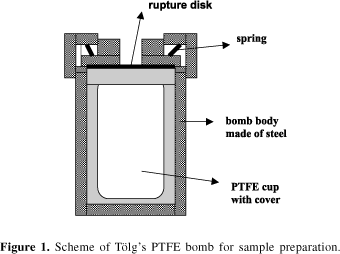 rupture disk
spring
bomb body
made of steel
PTFE cup
with cover
Figure 1. Scheme of Tölg's PTFE bomb for sample preparation.